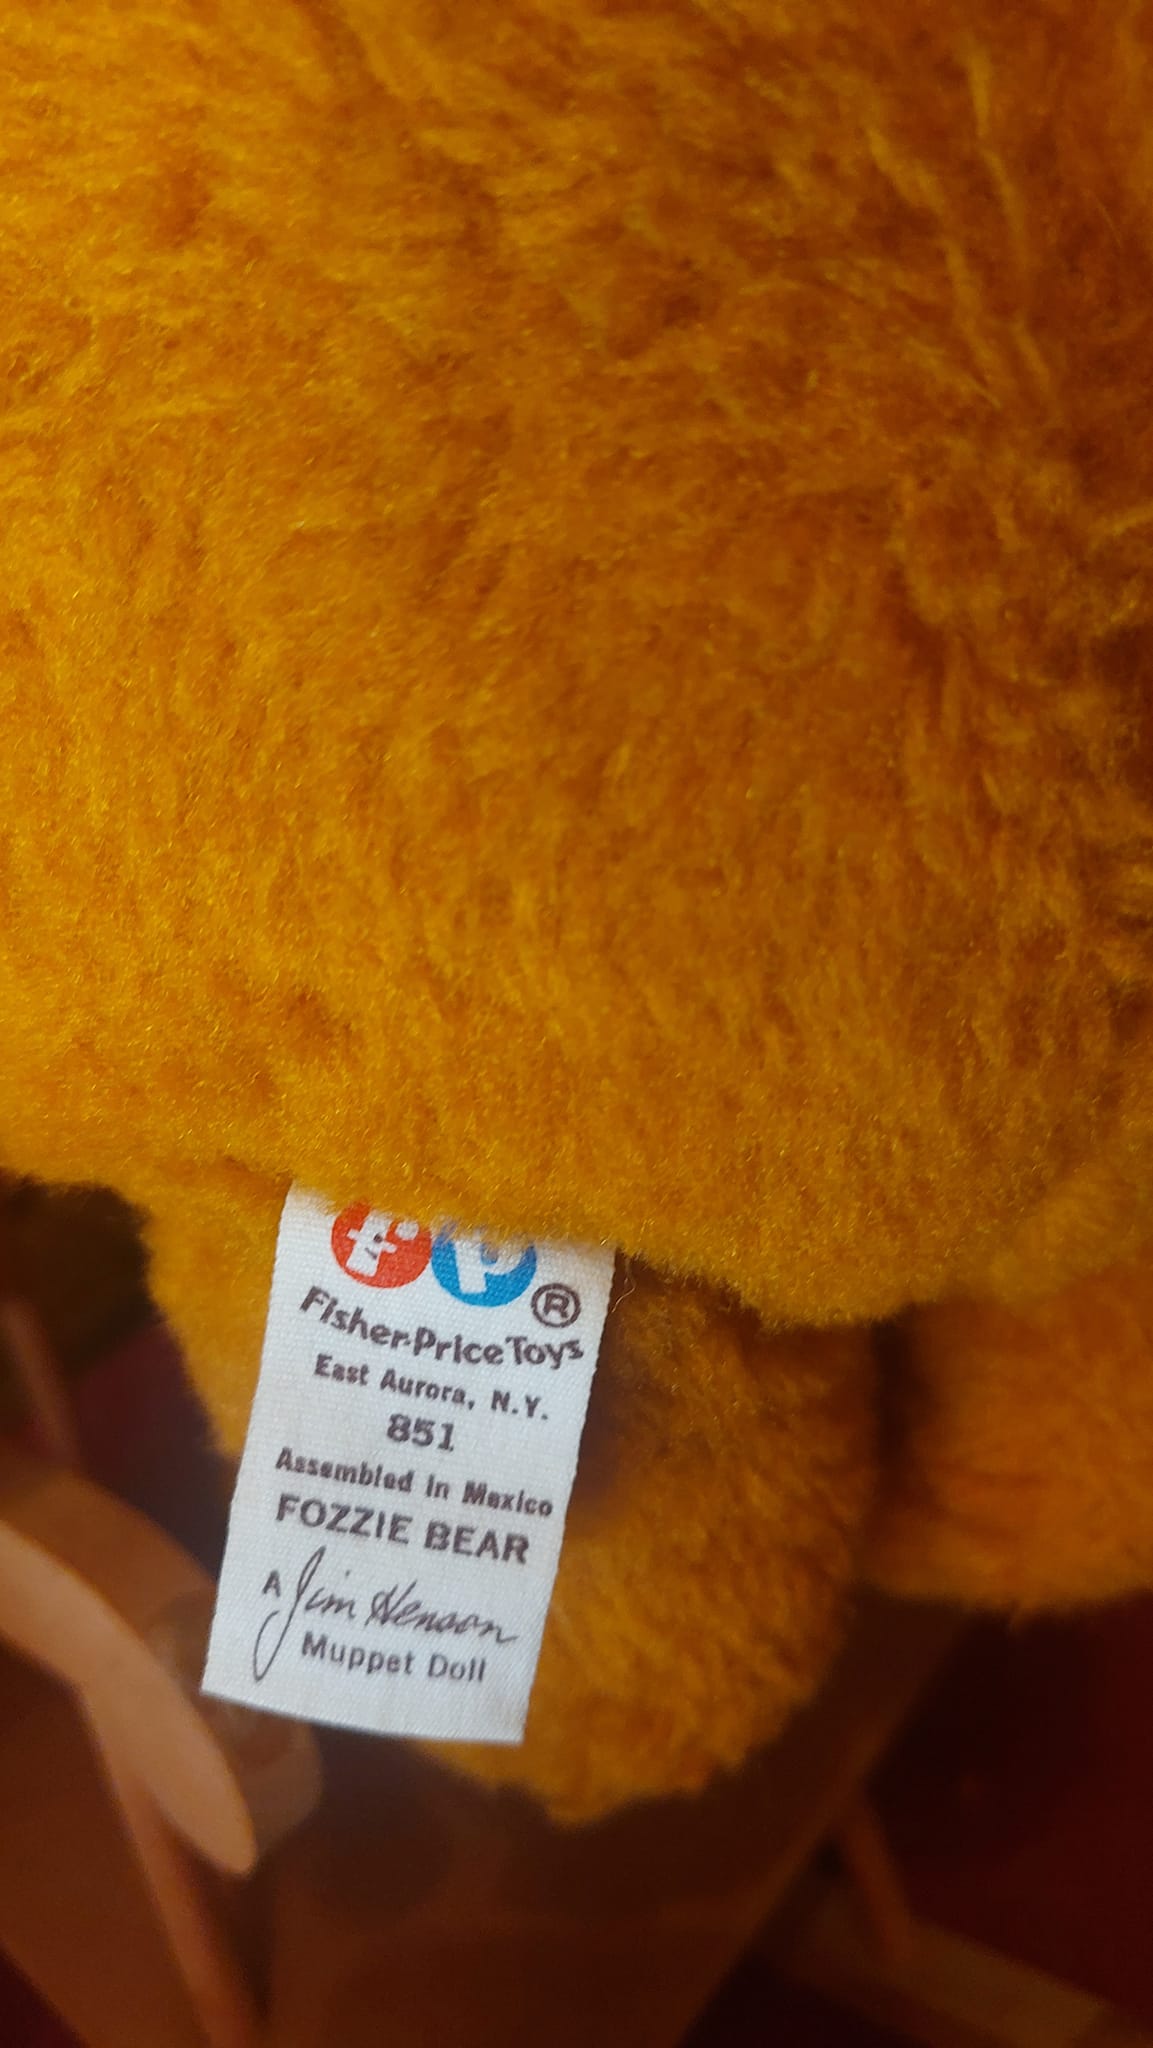 fp®
Fisher-Price Toys
East Aurora, N.Y.
851
Assembled in Mexico
FOZZIE BEAR
A Jim Henson
Muppet Doll